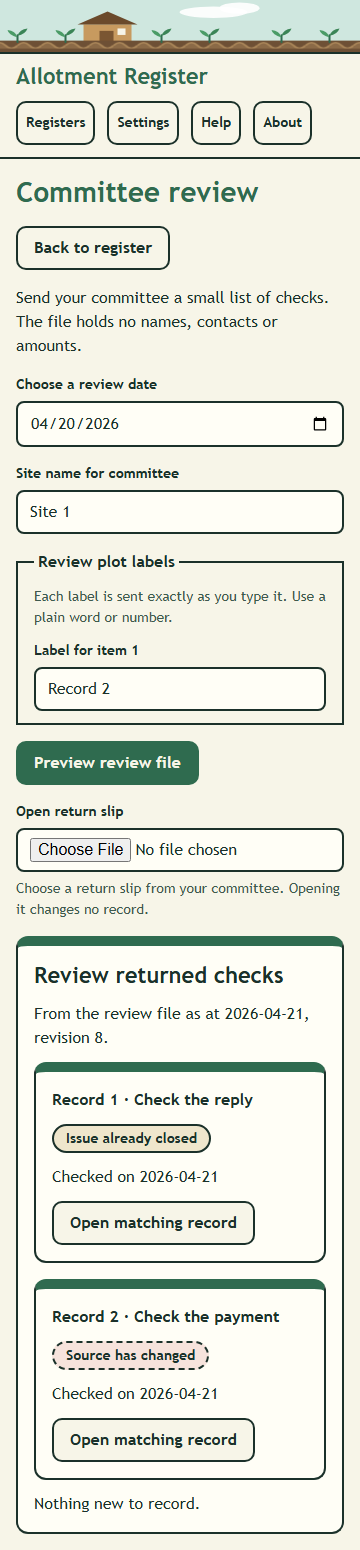 Allotment Register
Registers
Settings
Help
About
Committee review
Back to register
Send your committee a small list of checks.
The file holds no names, contacts or
amounts.
Choose a review date
04/20/2026
Site name for committee
Site 1
Review plot labels
Each label is sent exactly as you type it. Use a
plain word or number.
Label for item 1
Record 2
Preview review file
Open return slip
Choose File No file chosen
Choose a return slip from your committee. Opening
it changes no record.
Review returned checks
From the review file as at 2026-04-21,
revision 8.
Record 1 · Check the reply
Issue already closed
Checked on 2026-04-21
Open matching record
Record 2 · Check the payment
Source has changed
Checked on 2026-04-21
Open matching record
Nothing new to record.